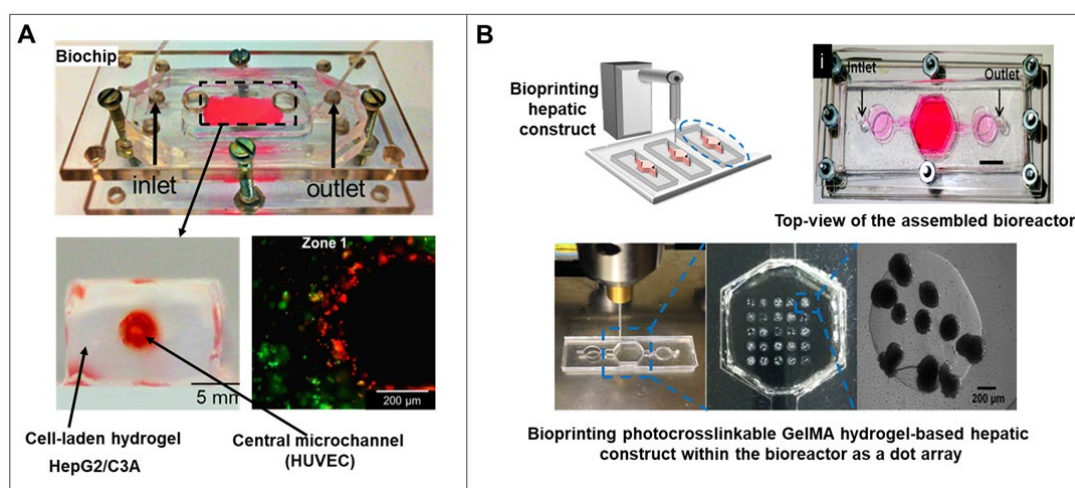 A
Biochip
inlet
outlet
Zone 1
5 mm
200 µm
Cell-laden hydrogel
HepG2/C3A
Central microchannel
(HUVEC)
B
Bioprinting
hepatic
construct
i
Inlet
Outlet
Top-view of the assembled bioreactor
200 µm
Bioprinting photocrosslinkable GelMA hydrogel-based hepatic
construct within the bioreactor as a dot array